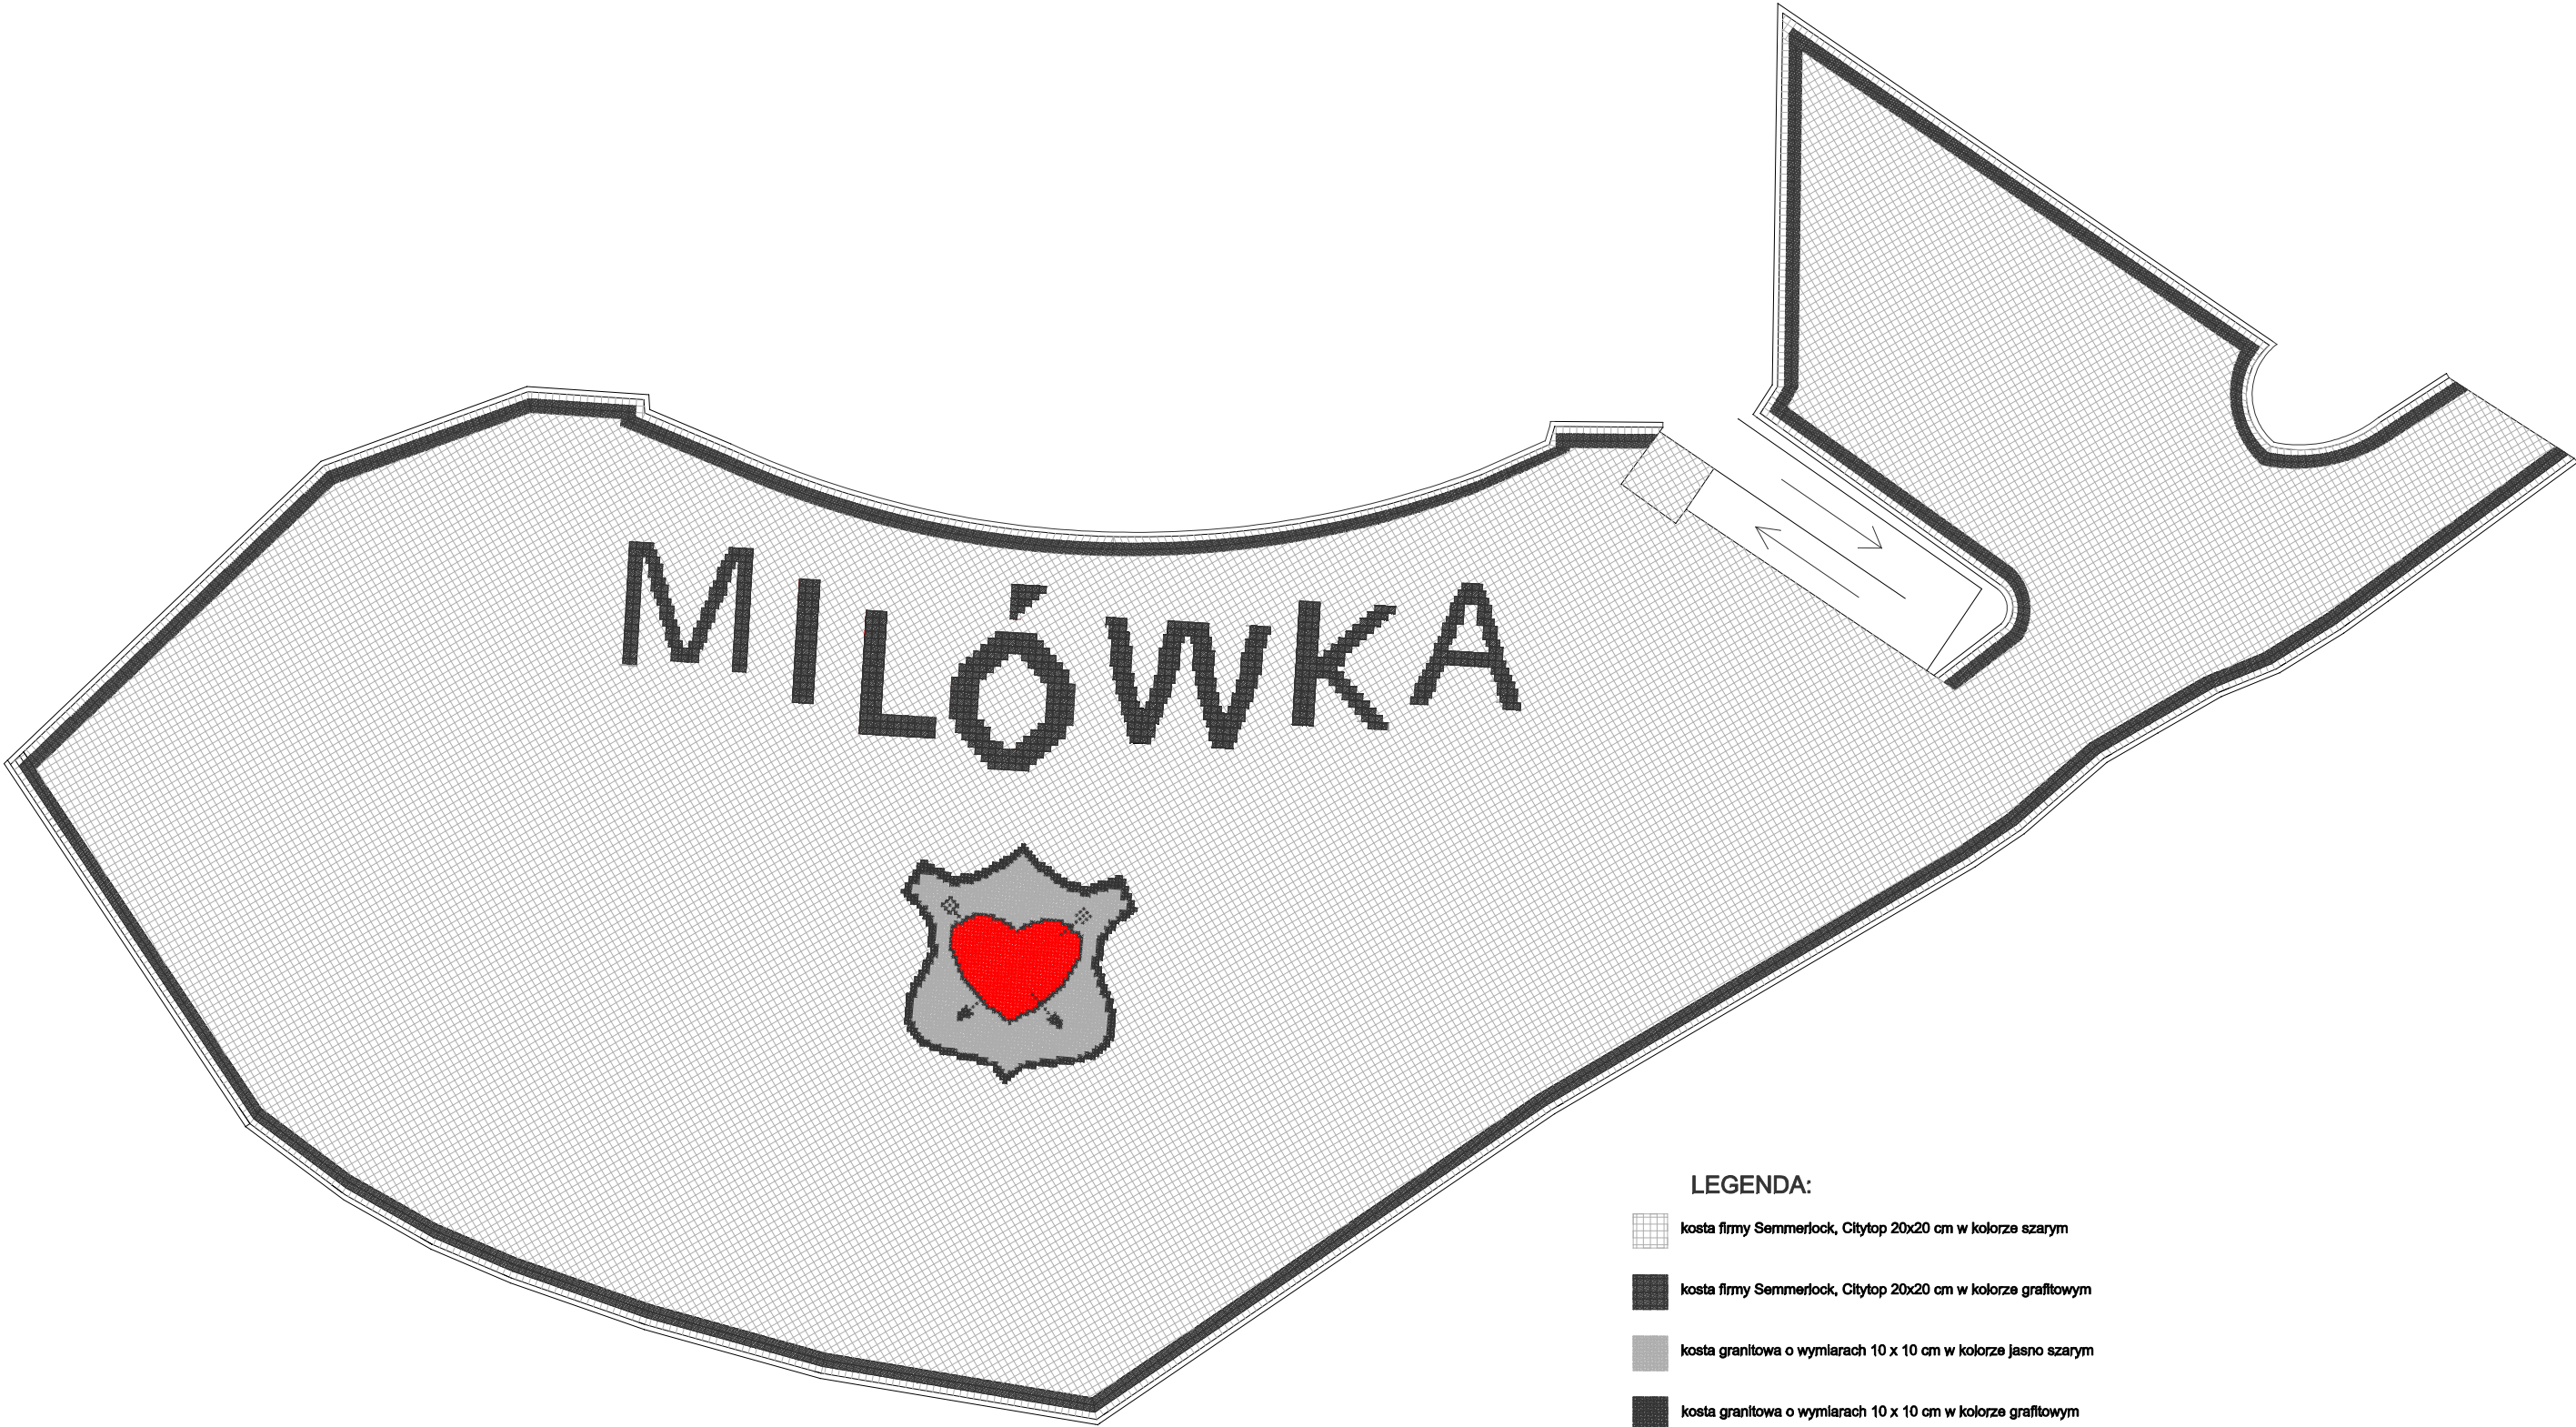 MILÓWKA
LEGENDA:
kosta firmy Semmerlock, Citytop 20x20 cm w kolorze szarym
kosta firmy Semmerlock, Citytop 20x20 cm w kolorze grafitowym
kosta granitowa o wymiarach 10 x 10 cm w kolorze jasno szarym
kosta granitowa o wymiarach 10 x 10 cm w kolorze grafitowym